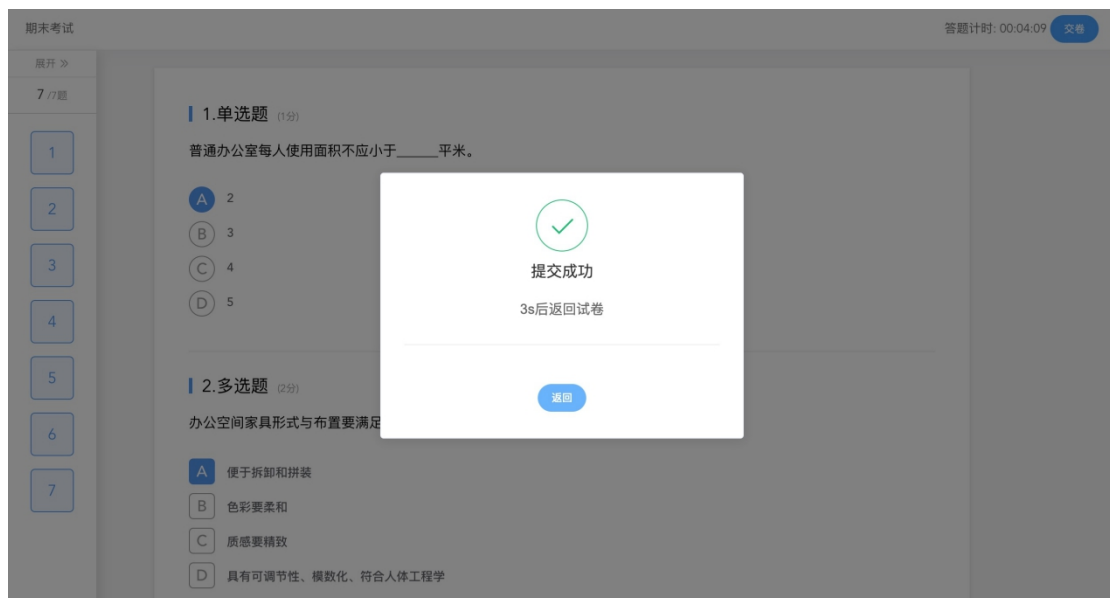 期末考试
答题计时: 00:04:09 交卷
展开 »
7 /7题
1
2
3
4
5
6
7
1.单选题 (1分)
普通办公室每人使用面积不应小于______平米。
A 2
B 3
C 4
D 5
提交成功
3s后返回试卷
返回
2.多选题 (2分)
办公空间家具形式与布置要满足
A 便于拆卸和拼装
B 色彩要柔和
C 质感要精致
D 具有可调节性、模数化、符合人体工程学